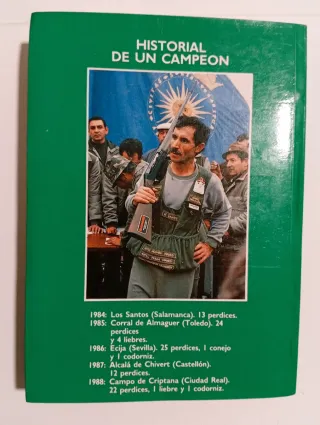 HISTORIAL
DE UN CAMPEON
1984: Los Santos (Salamanca). 13 perdices.
1985: Corral de Almaguer (Toledo). 24
perdices
y 4 liebres.
1986: Ecija (Sevilla). 25 perdices, 1 conejo
y 1 codorniz.
1987: Alcalá de Chivert (Castellón).
12 perdices.
1988: Campo de Criptana (Ciudad Real).
22 perdices, 1 liebre y 1 codorniz.